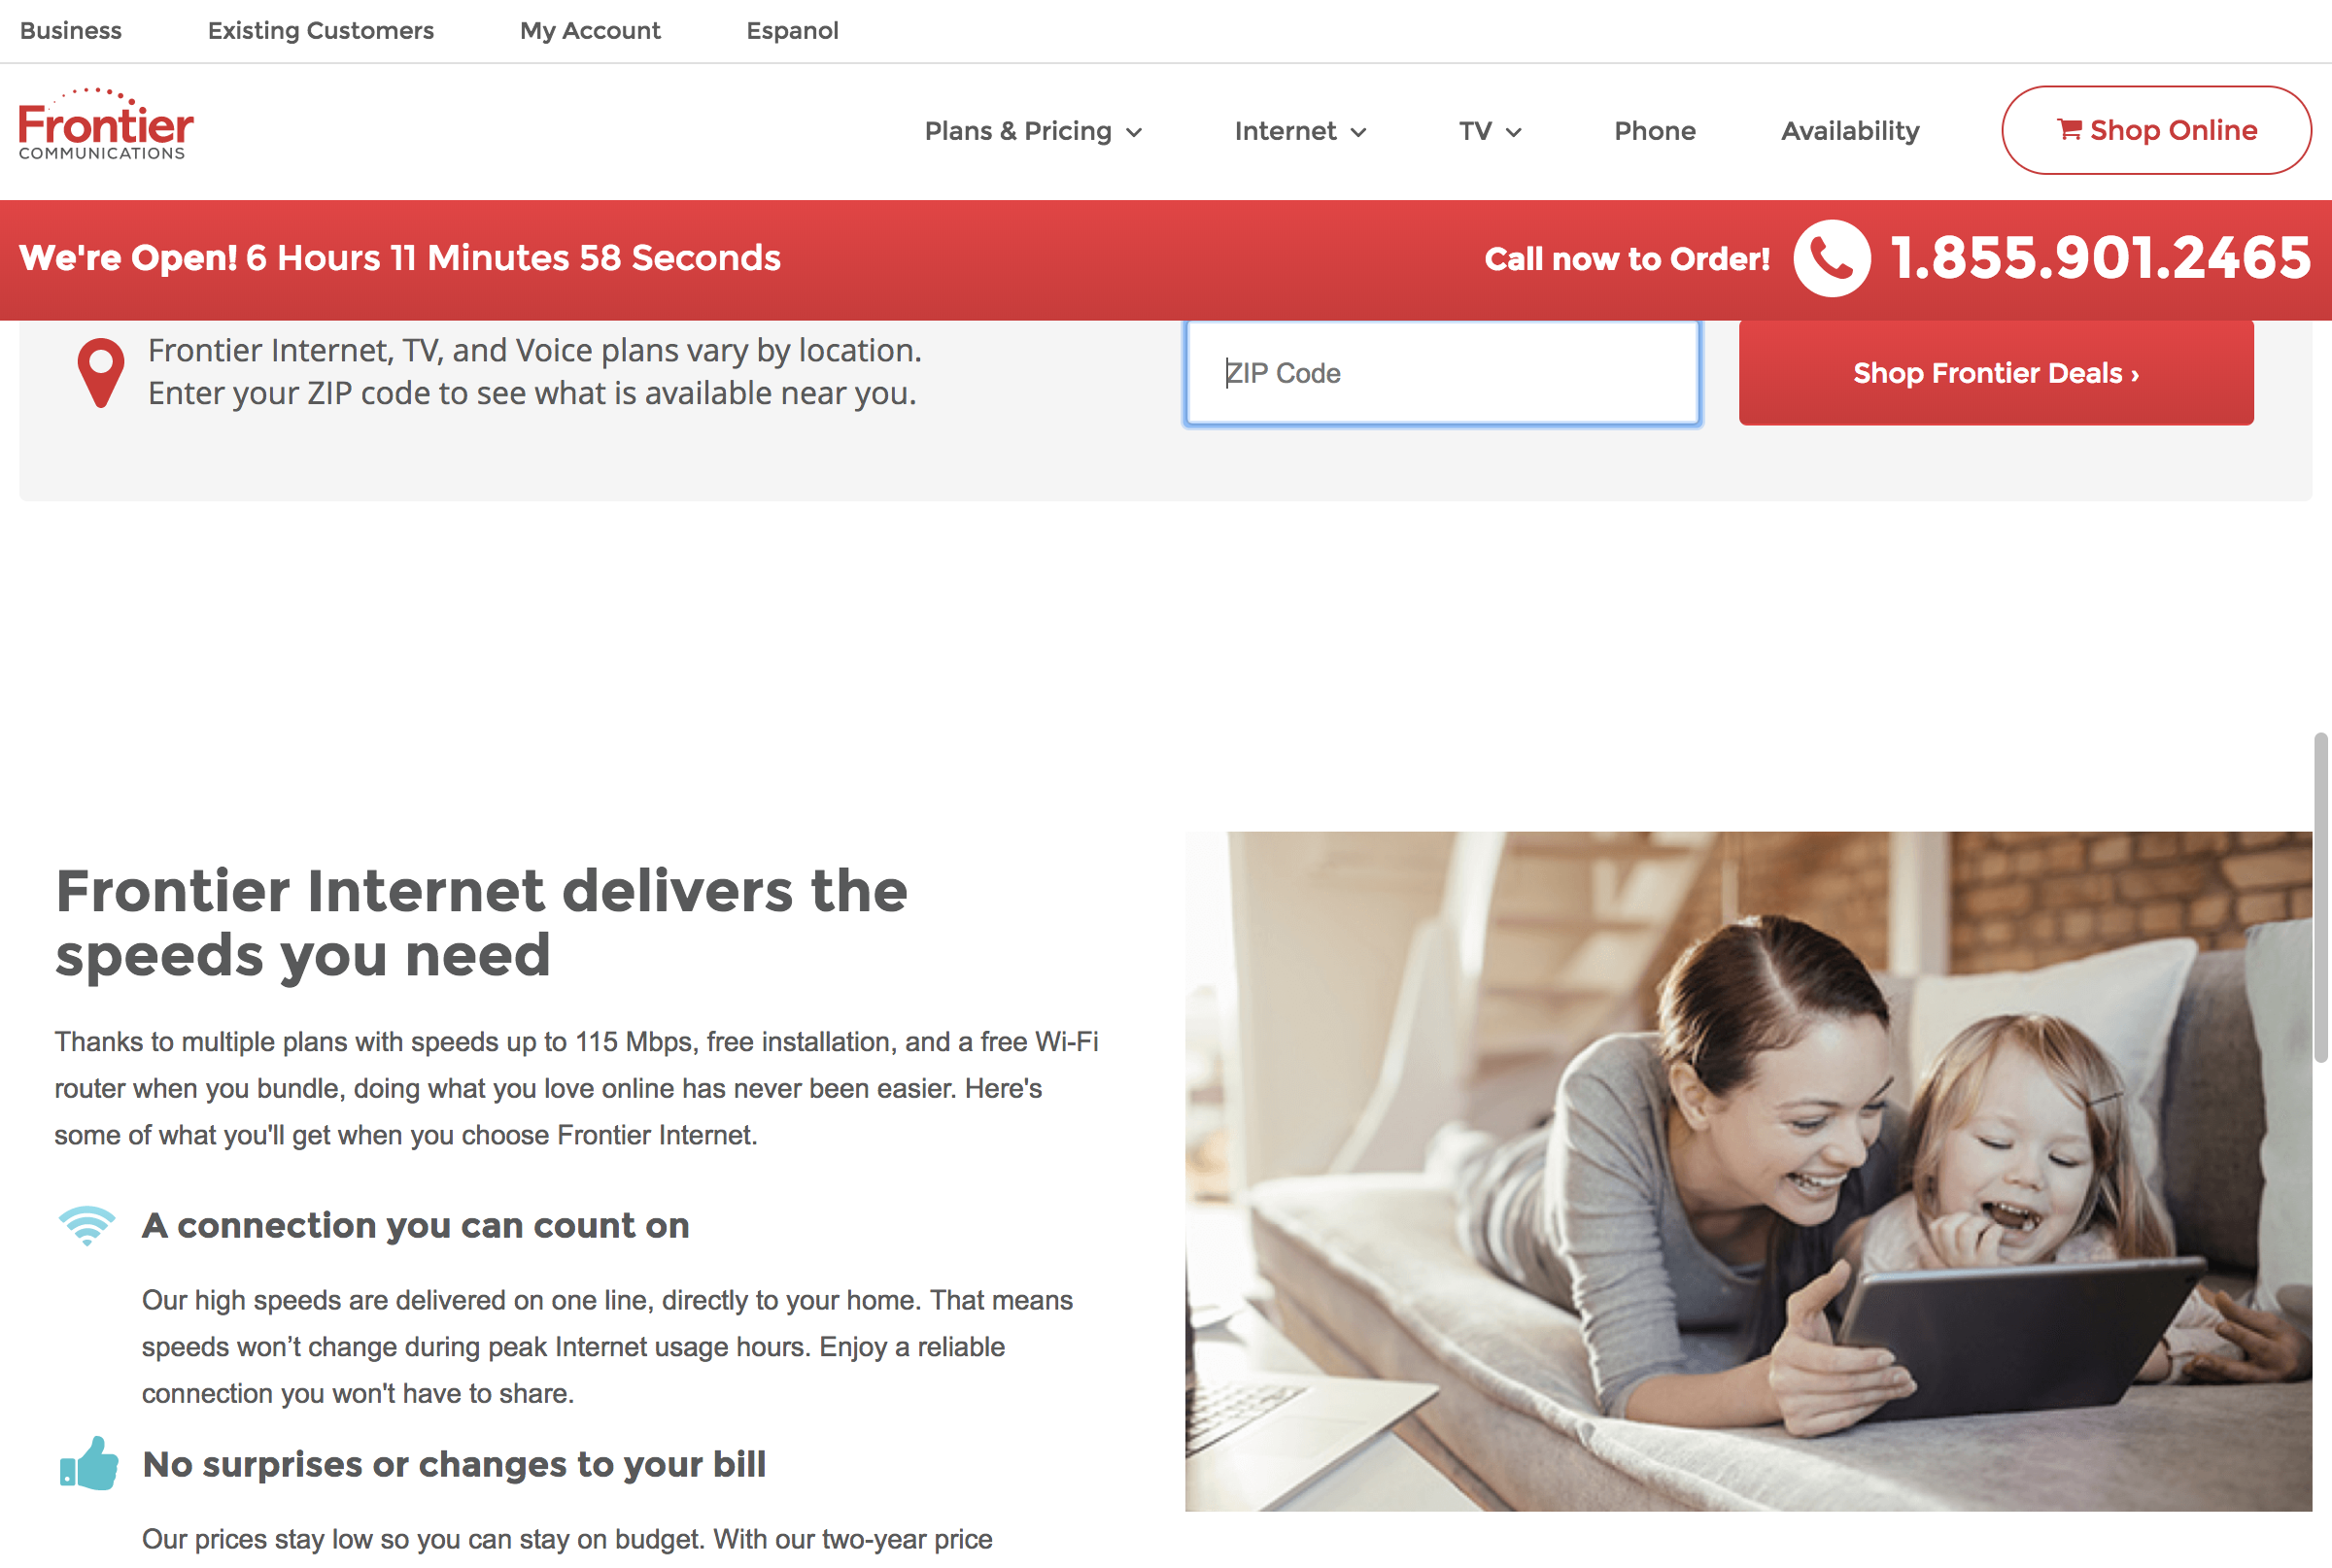 Business Existing Customers My Account Espanol
Frontier
COMMUNICATIONS
Plans & Pricing Internet TV Phone Availability Shop Online
We're Open! 6 Hours 11 Minutes 58 Seconds
Call now to Order! 1.855.901.2465
Frontier Internet, TV, and Voice plans vary by location.
Enter your ZIP code to see what is available near you.
ZIP Code
Shop Frontier Deals ›
Frontier Internet delivers the
speeds you need
Thanks to multiple plans with speeds up to 115 Mbps, free installation, and a free Wi-Fi
router when you bundle, doing what you love online has never been easier. Here's
some of what you'll get when you choose Frontier Internet.
A connection you can count on
Our high speeds are delivered on one line, directly to your home. That means
speeds won’t change during peak Internet usage hours. Enjoy a reliable
connection you won't have to share.
No surprises or changes to your bill
Our prices stay low so you can stay on budget. With our two-year price